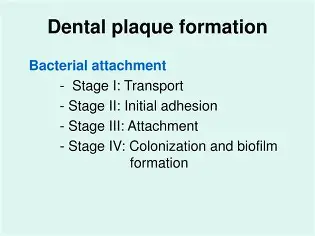 Dental plaque formation
Bacterial attachment
- Stage I: Transport
- Stage II: Initial adhesion
- Stage III: Attachment
- Stage IV: Colonization and biofilm
formation